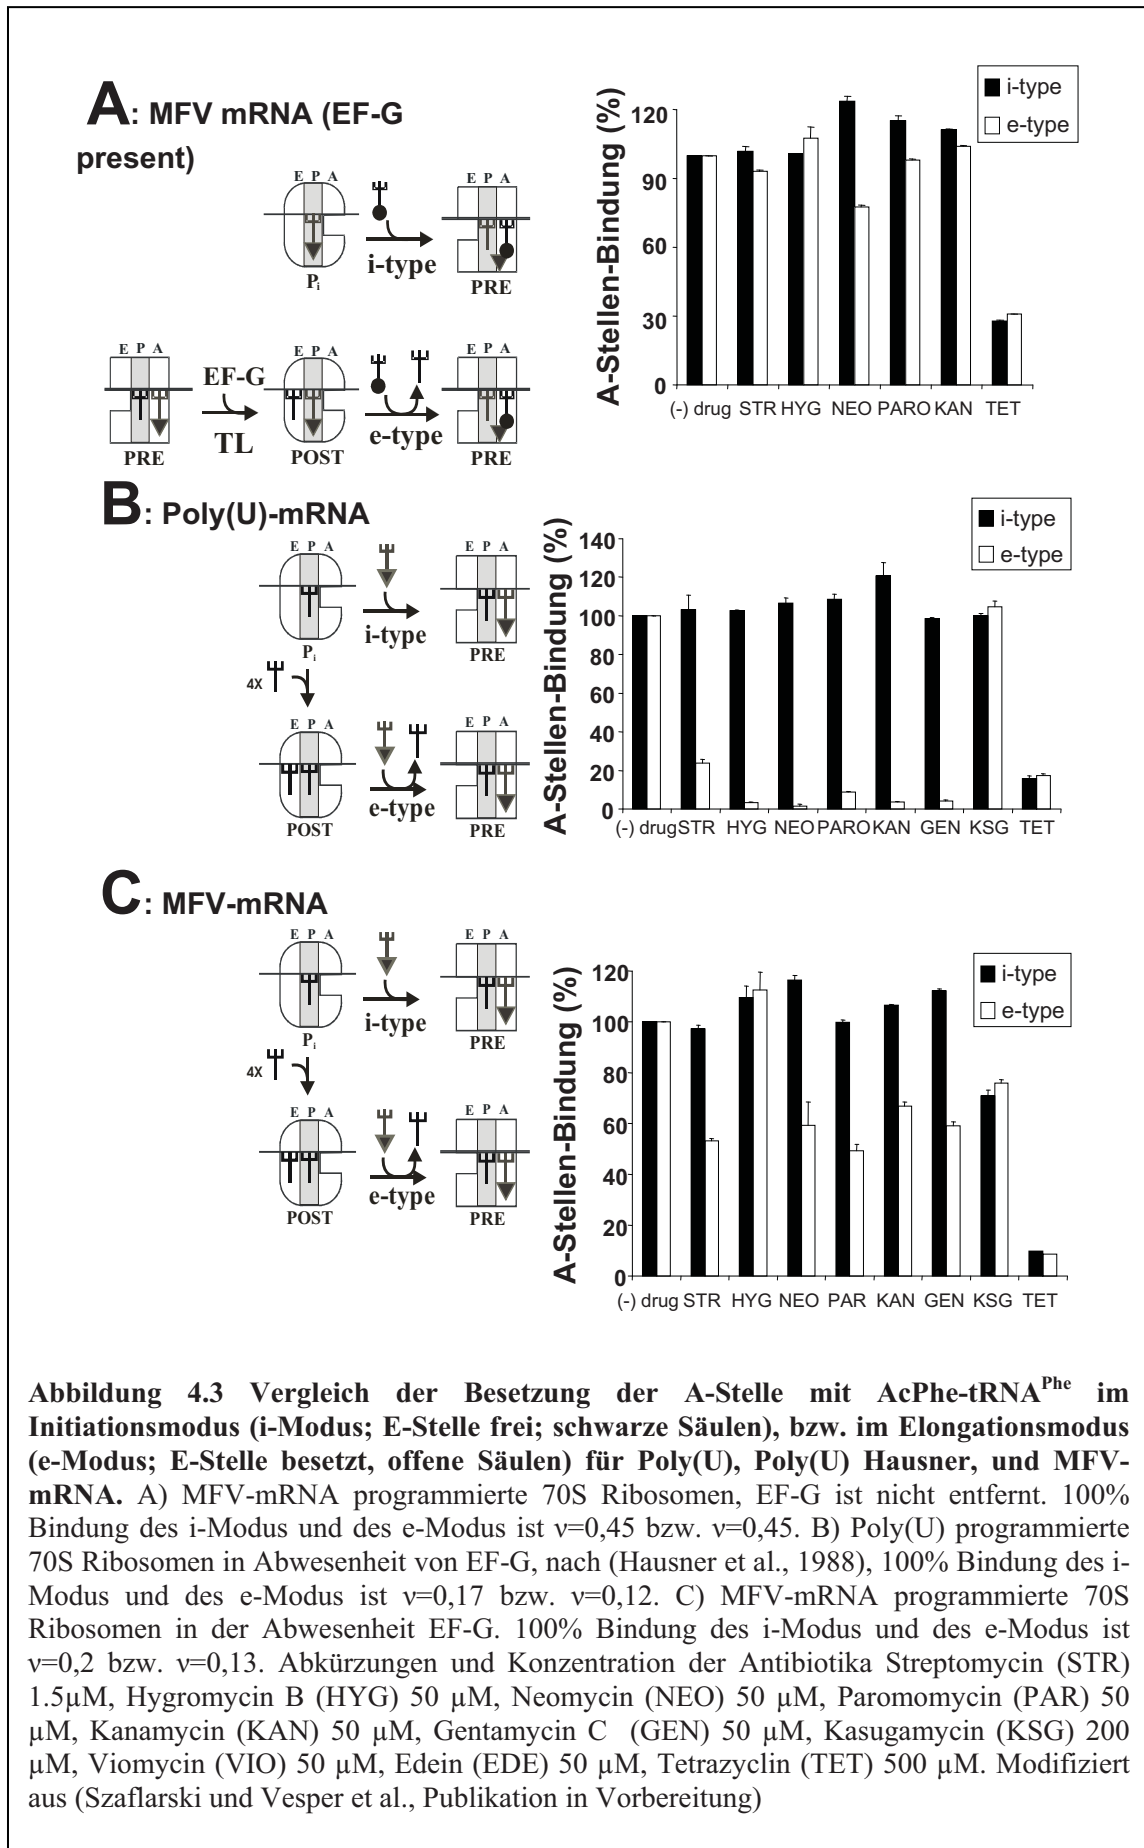 A: MFV mRNA (EF-G
present)
E P A
E P A
i-type
Pi
PRE
E P A
E P A
E P A
EF-G
TL
e-type
PRE
POST
PRE
A-Stellen-Bindung (%)
120
90
60
30
0
i-type
e-type
(-) drug STR HYG NEO PARO KAN TET
B: Poly(U)-mRNA
E P A
E P A
i-type
Pi
PRE
4X
E P A
E P A
e-type
POST
PRE
A-Stellen-Bindung (%)
140
120
100
80
60
40
20
0
i-type
e-type
(-) drug STR HYG NEO PARO KAN GEN KSG TET
C: MFV-mRNA
E P A
E P A
i-type
Pi
PRE
4X
E P A
E P A
e-type
POST
PRE
A-Stellen-Bindung (%)
120
100
80
60
40
20
0
i-type
e-type
(-) drug STR HYG NEO PAR KAN GEN KSG TET
Abbildung 4.3 Vergleich der Besetzung der A-Stelle mit AcPhe-tRNA^Phe im
Initiationsmodus (i-Modus; E-Stelle frei; schwarze Säulen), bzw. im Elongationsmodus
(e-Modus; E-Stelle besetzt, offene Säulen) für Poly(U), Poly(U) Hausner, und MFV-
mRNA. A) MFV-mRNA programmierte 70S Ribosomen, EF-G ist nicht entfernt. 100%
Bindung des i-Modus und des e-Modus ist ν=0,45 bzw. ν=0,45. B) Poly(U) programmierte
70S Ribosomen in Abwesenheit von EF-G, nach (Hausner et al., 1988), 100% Bindung des i-
Modus und des e-Modus ist ν=0,17 bzw. ν=0,12. C) MFV-mRNA programmierte 70S
Ribosomen in der Abwesenheit EF-G. 100% Bindung des i-Modus und des e-Modus ist
ν=0,2 bzw. ν=0,13. Abkürzungen und Konzentration der Antibiotika Streptomycin (STR)
1.5µM, Hygromycin B (HYG) 50 µM, Neomycin (NEO) 50 µM, Paromomycin (PAR) 50
µM, Kanamycin (KAN) 50 µM, Gentamycin C (GEN) 50 µM, Kasugamycin (KSG) 200
µM, Viomycin (VIO) 50 µM, Edein (EDE) 50 µM, Tetrazyclin (TET) 500 µM. Modifiziert
aus (Szaflarski und Vesper et al., Publikation in Vorbereitung)